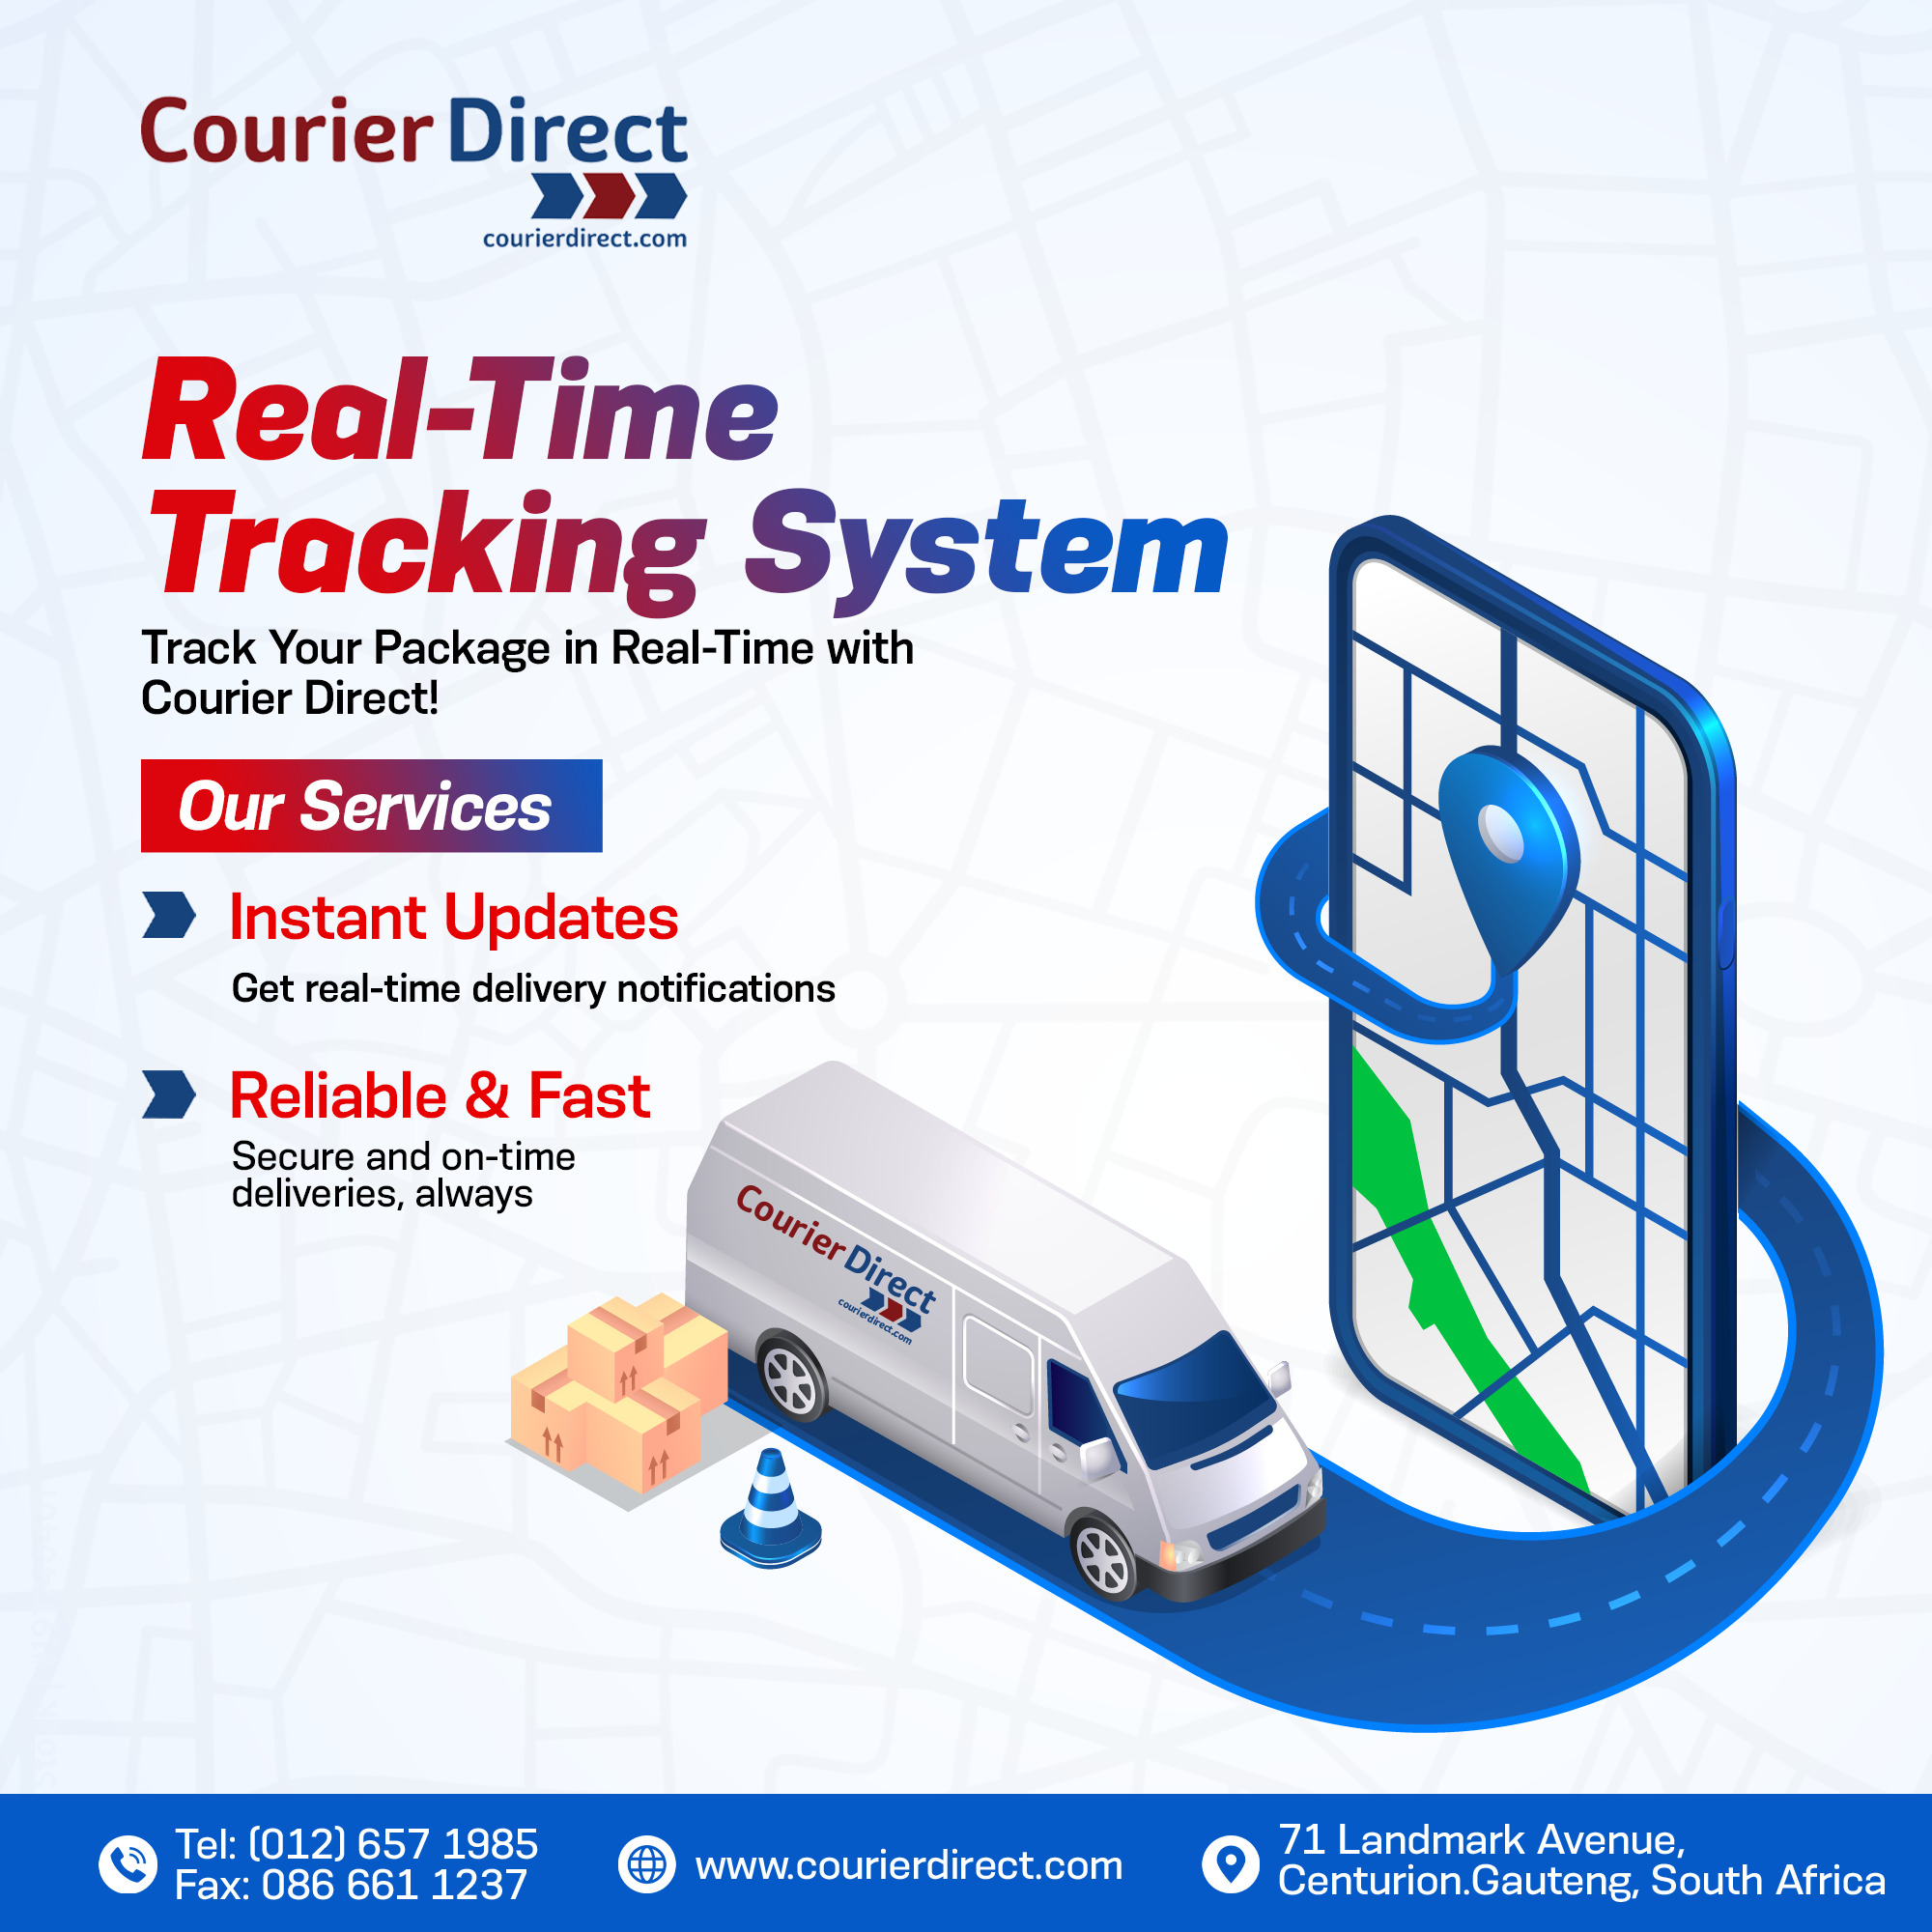 Courier Direct
courierdirect.com
Real-Time
Tracking System
Track Your Package in Real-Time with
Courier Direct!
Our Services
Instant Updates
Get real-time delivery notifications
Reliable & Fast
Secure and on-time
deliveries, always
Courier Direct
courierdirect.com
Tel: (012) 657 1985
Fax: 086 661 1237
www.courierdirect.com
71 Landmark Avenue,
Centurion.Gauteng, South Africa